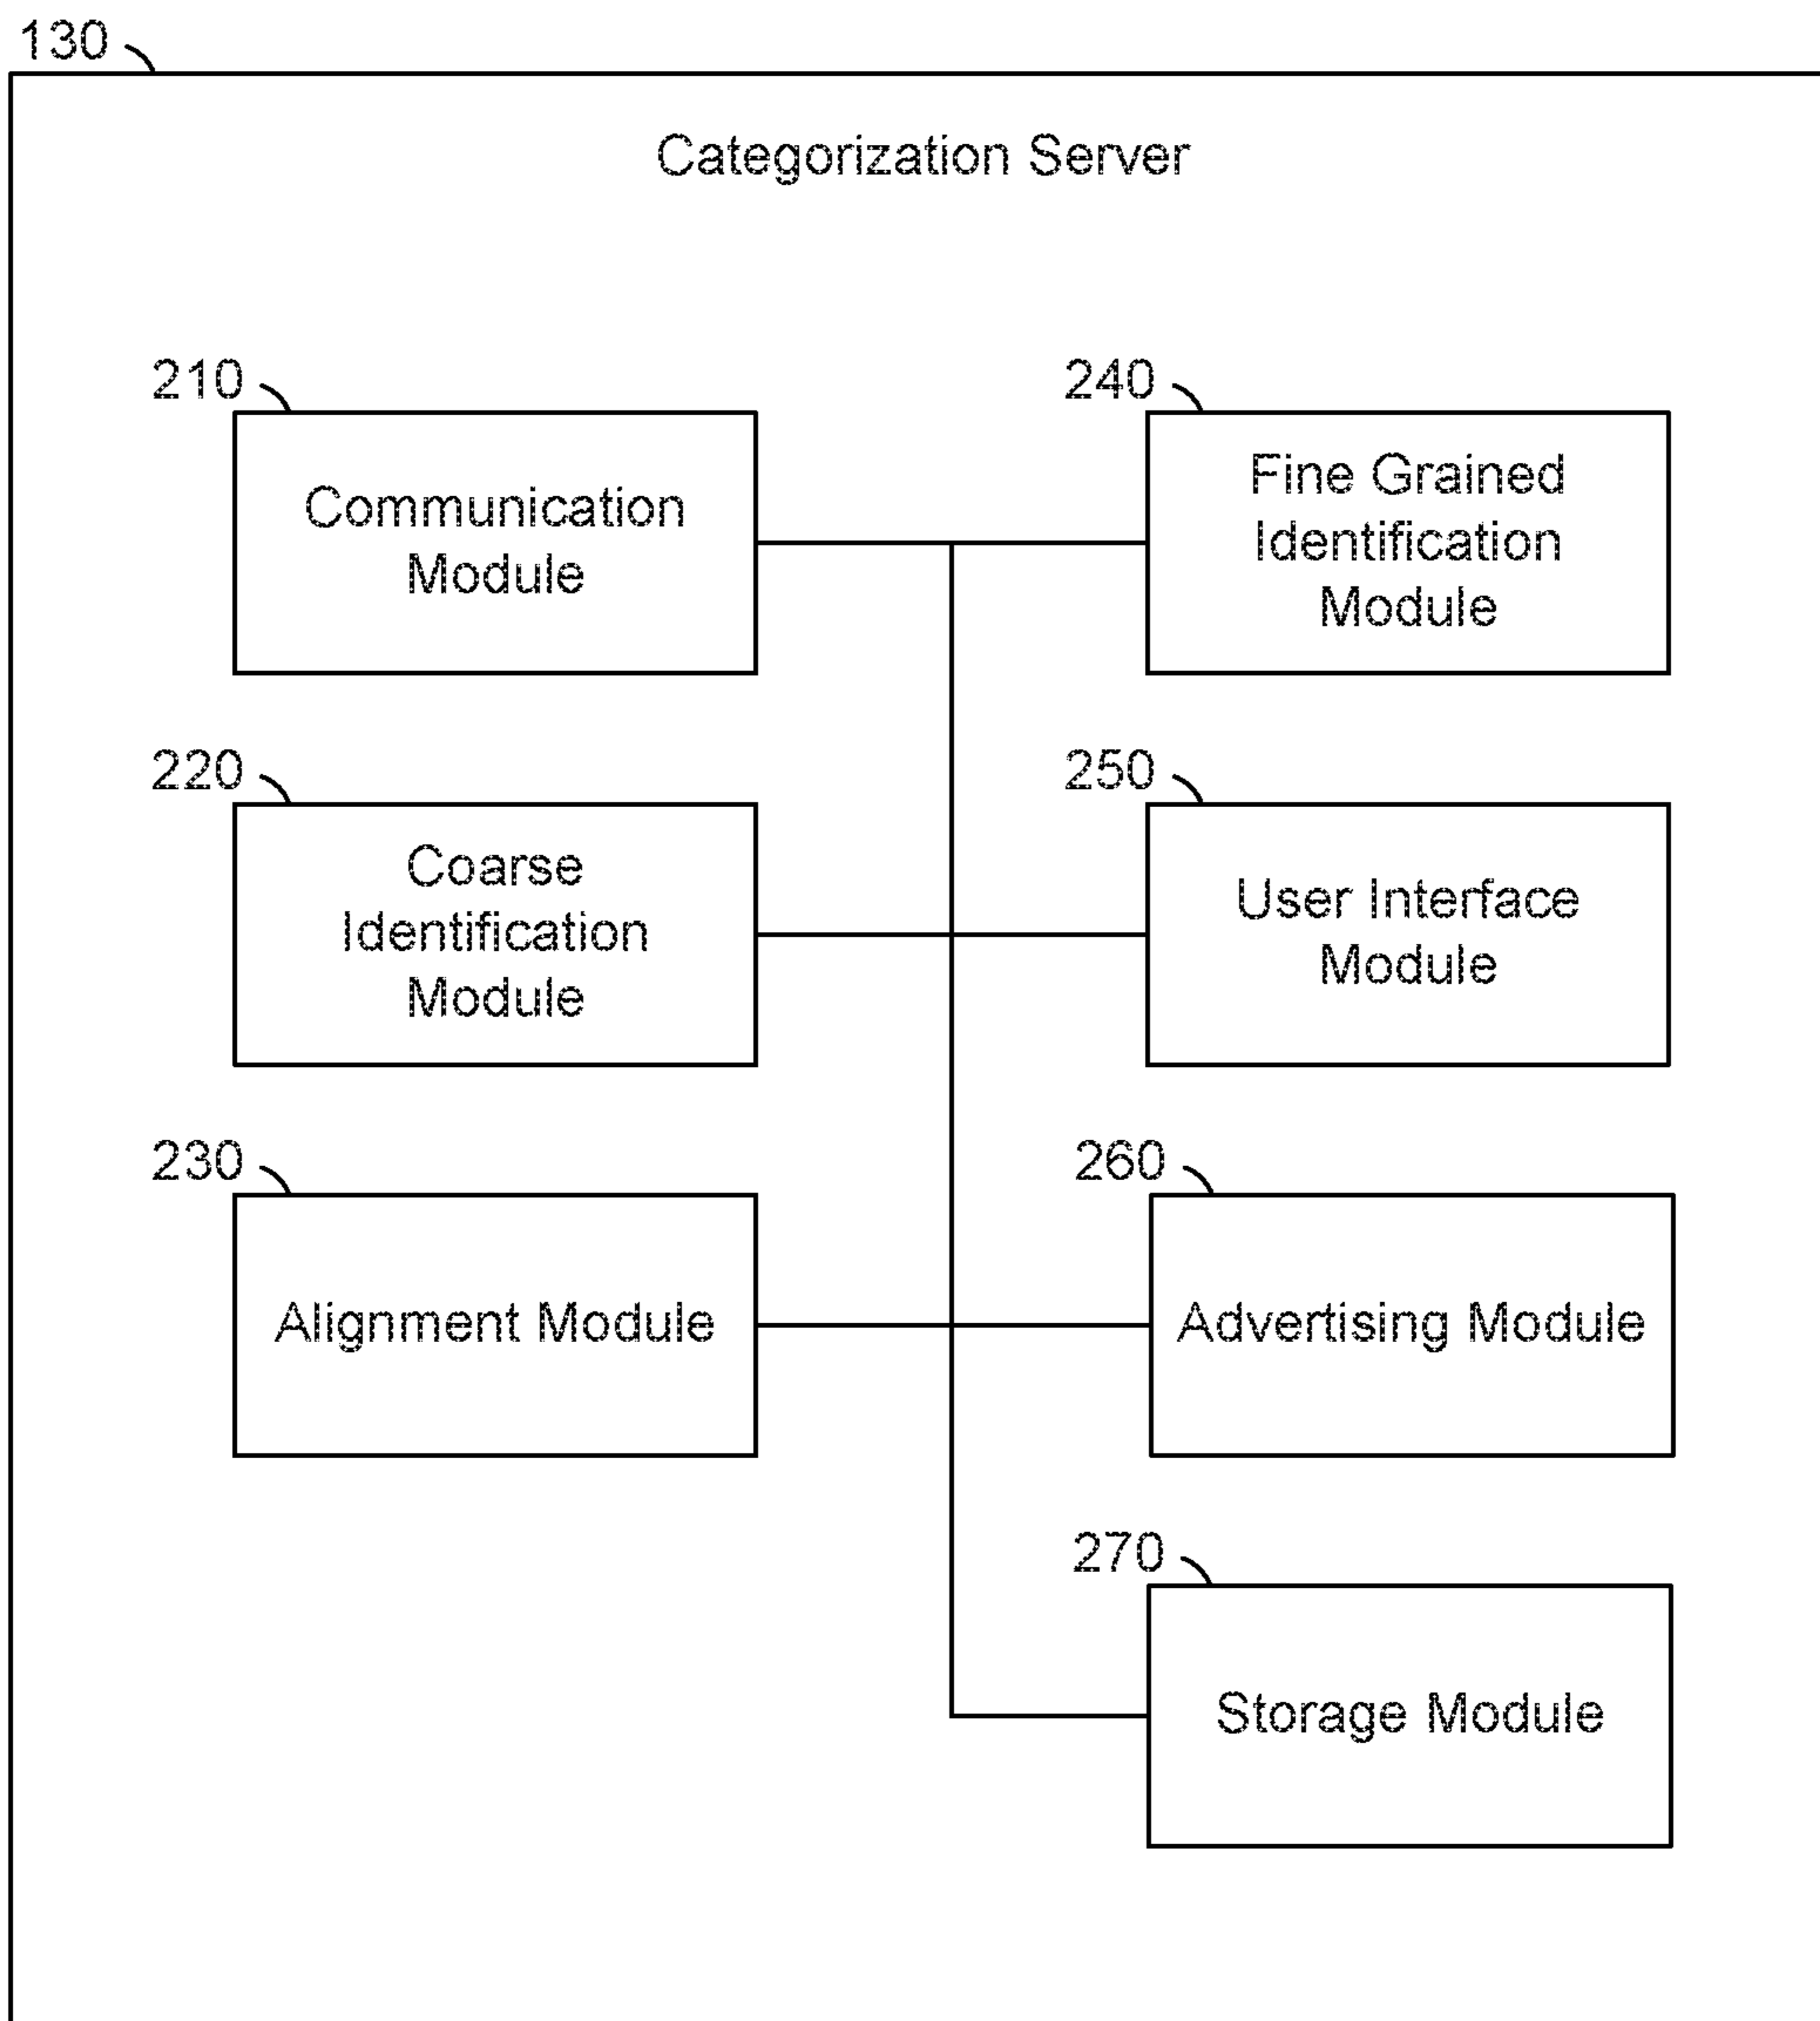 130
Categorization Server
210
Communication
Module
240
Fine Grained
Identification
Module
220
Coarse
Identification
Module
250
User Interface
Module
230
Alignment Module
260
Advertising Module
270
Storage Module